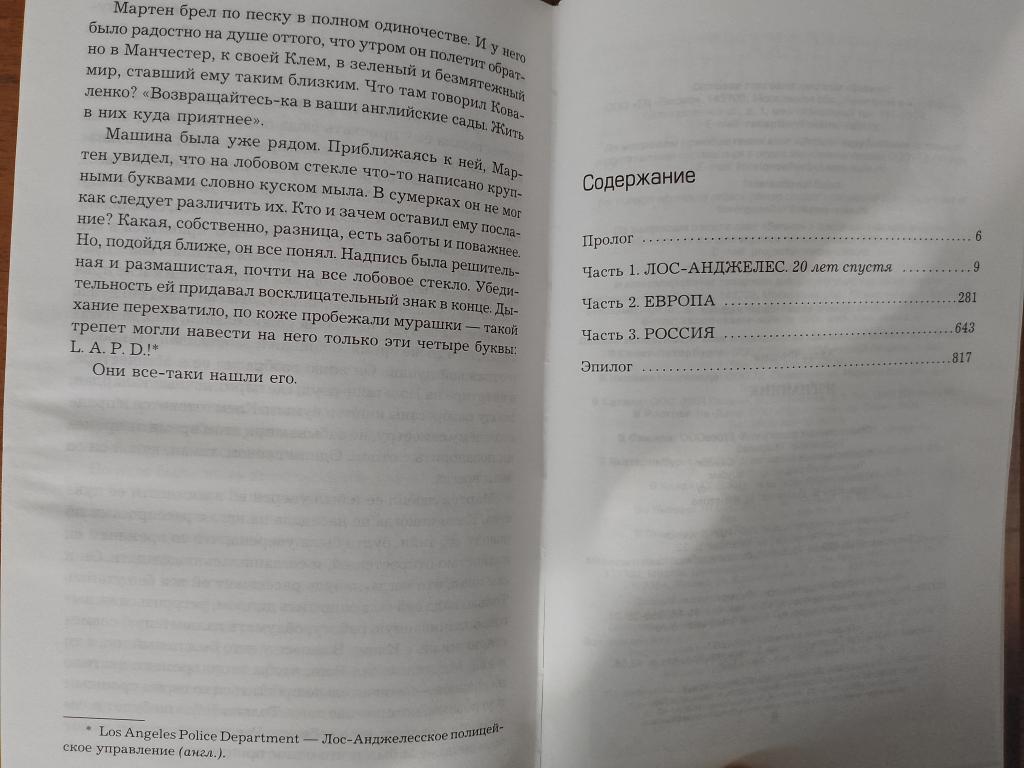 Мартен брел по песку в полном одиночестве. И у него
было радостно на душе оттого, что утром он полетит обрат-
но в Манчестер, к своей Клем, в зеленый и безмятежный
мир, ставший ему таким близким. Что там говорил Кова-
ленко? «Возвращайтесь-ка в ваши английские сады. Жить
в них куда приятнее».
Машина была уже рядом. Приближаясь к ней, Мар-
тен увидел, что на лобовом стекле что-то написано круп-
ными буквами словно куском мыла. В сумерках он не мог
как следует различить их. Кто и зачем оставил ему посла-
ние? Какая, собственно, разница, есть заботы и поважнее.
Но, подойдя ближе, он все понял. Надпись была решитель-
ная и размашистая, почти на все лобовое стекло. Убеди-
тельность ей придавал восклицательный знак в конце. Ды-
хание перехватило, по коже пробежали мурашки — такой
трепет могли навести на него только эти четыре буквы:
L. A. P. D.!*
Они все-таки нашли его.
* Los Angeles Police Department — Лос-Анджелесское полицей-
ское управление (англ.).
Содержание
Пролог ........ 6
Часть 1. ЛОС-АНДЖЕЛЕС. 20 лет спустя ........ 9
Часть 2. ЕВРОПА ........ 281
Часть 3. РОССИЯ ........ 643
Эпилог ........ 817